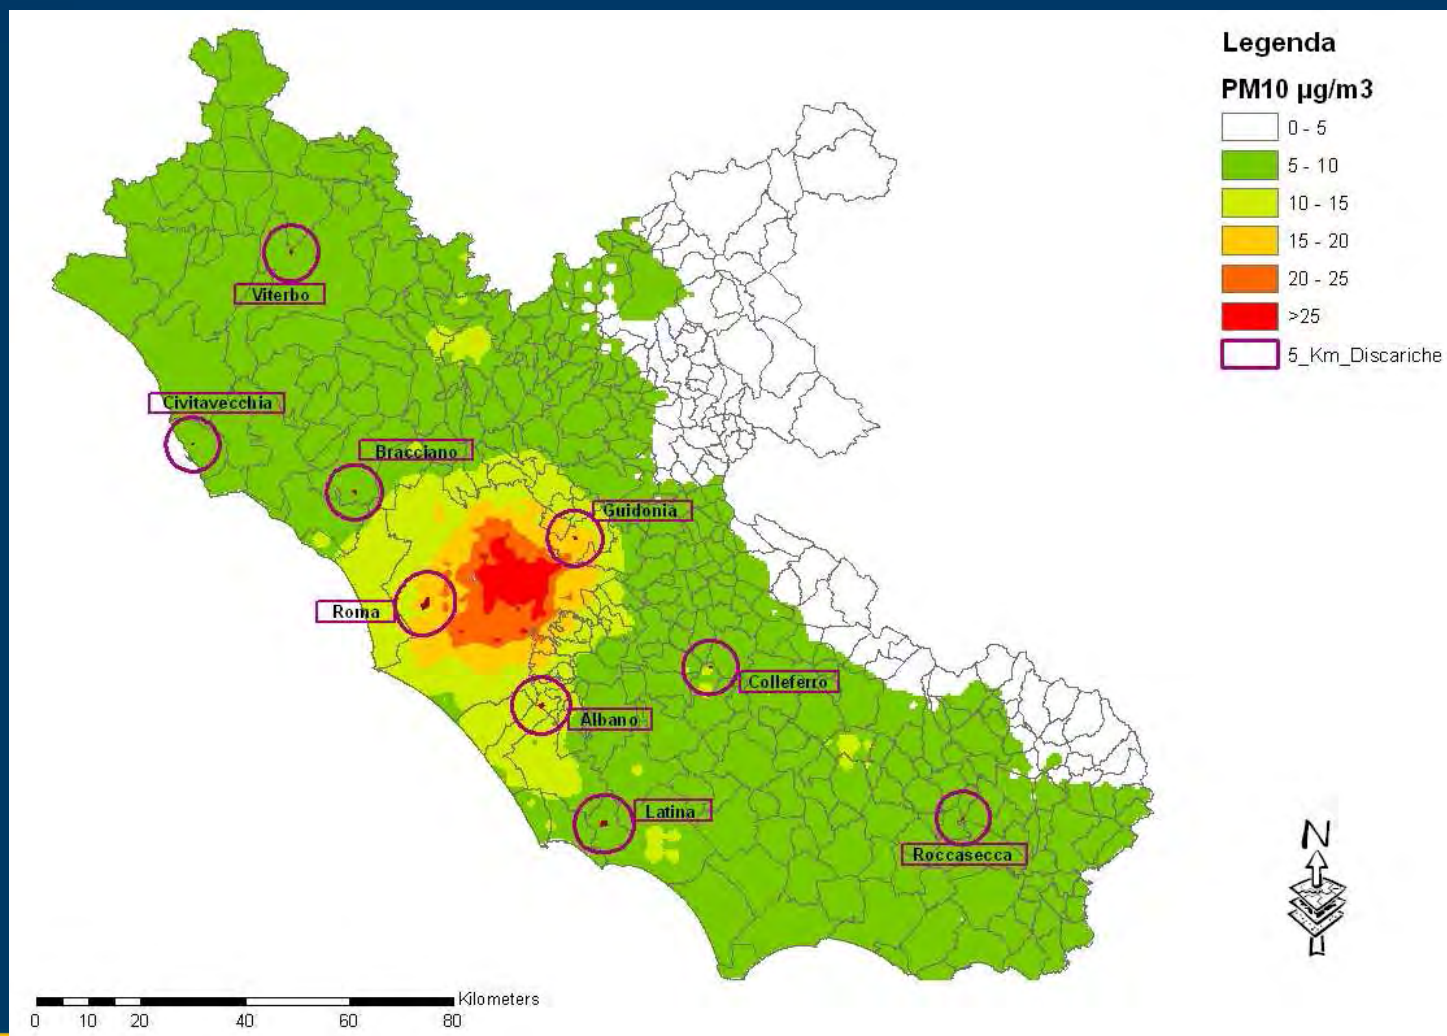 Legenda
PM10 µg/m3
0 - 5
5 - 10
10 - 15
15 - 20
20 - 25
>25
5_Km_Discariche
Viterbo
Civitavecchia
Bracciano
Guidonia
Roma
Colleferro
Albano
Latina
Roccasecca
N
Kilometers
0 10 20 40 60 80